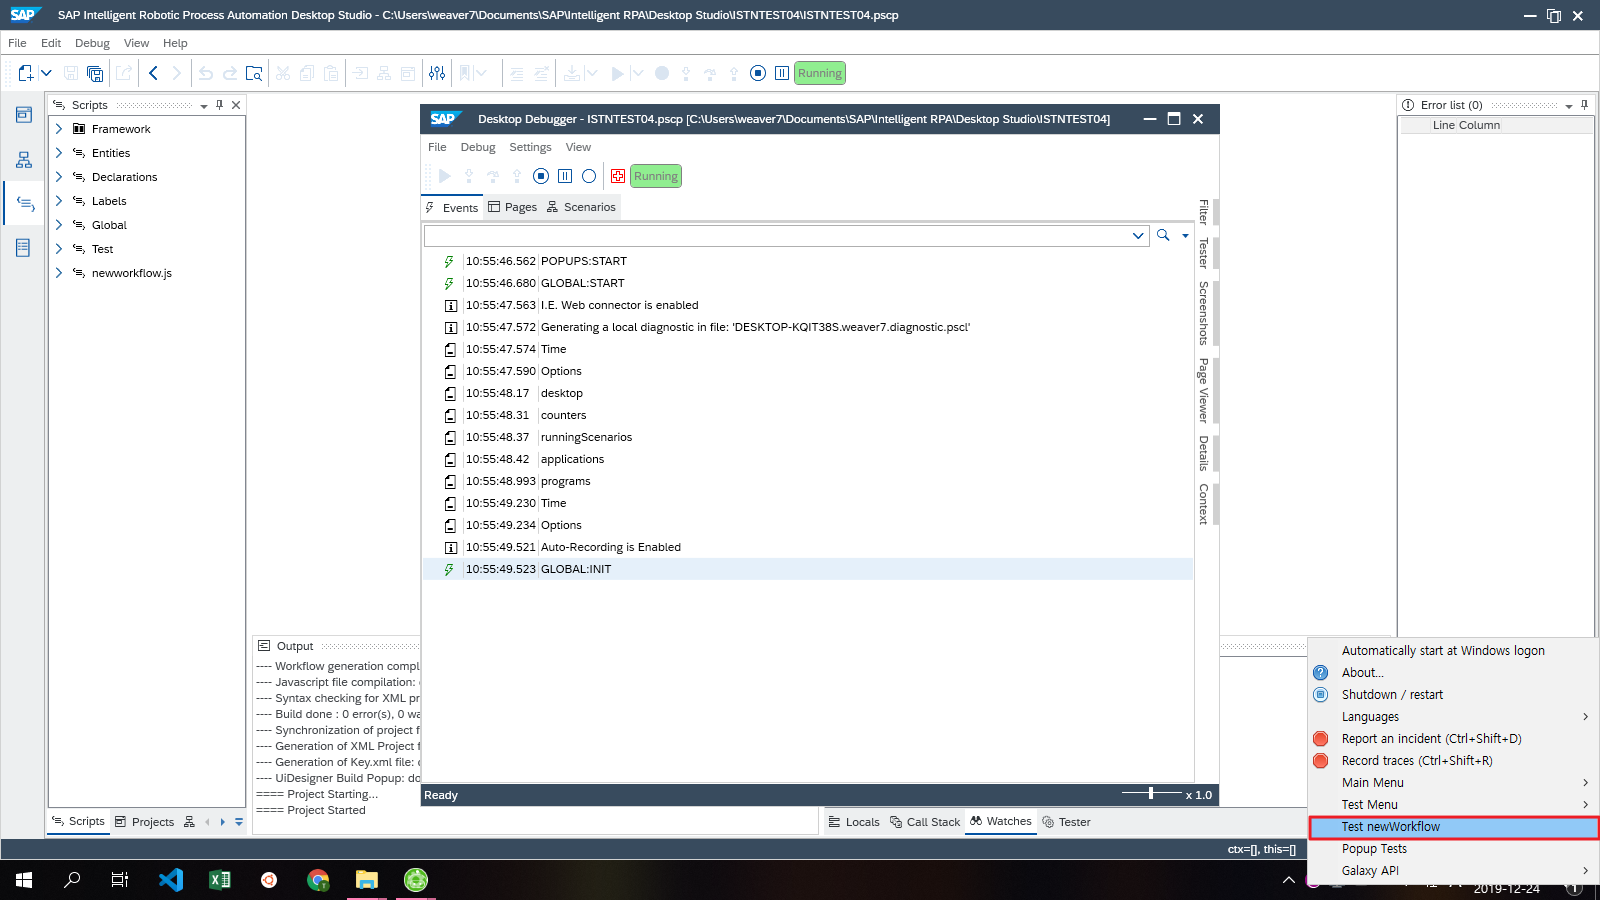 SAP SAP Intelligent Robotic Process Automation Desktop Studio - C:\Users\weaver7\Documents\SAP\Intelligent RPA\Desktop Studio\ISTNTEST04\ISTNTEST04.pscp
File Edit Debug View Help
Running
Scripts
Framework
Entities
Declarations
Labels
Global
Test
newworkflow.js
Scripts Projects
SAP Desktop Debugger - ISTNTEST04.pscp [C:\Users\weaver7\Documents\SAP\Intelligent RPA\Desktop Studio\ISTNTEST04]
File Debug Settings View
Running
Events Pages Scenarios
10:55:46.562 POPUPS:START
10:55:46.680 GLOBAL:START
10:55:47.563 I.E. Web connector is enabled
10:55:47.572 Generating a local diagnostic in file: 'DESKTOP-KQIT38S.weaver7.diagnostic.pscl'
10:55:47.574 Time
10:55:47.590 Options
10:55:48.17 desktop
10:55:48.31 counters
10:55:48.37 runningScenarios
10:55:48.42 applications
10:55:48.993 programs
10:55:49.230 Time
10:55:49.234 Options
10:55:49.521 Auto-Recording is Enabled
10:55:49.523 GLOBAL:INIT
Filter
Tester
Screenshots
Page Viewer
Details
Context
Ready x 1.0
Error list (0)
Line Column
Output
---- Workflow generation compl
---- Javascript file compilation:
---- Syntax checking for XML pr
---- Build done : 0 error(s), 0 wa
---- Synchronization of project f
---- Generation of XML Project f
---- Generation of Key.xml file:
---- UiDesigner Build Popup: do
==== Project Starting...
==== Project Started
Locals Call Stack Watches Tester
ctx=[], this=[]
Automatically start at Windows logon
About...
Shutdown / restart
Languages
Report an incident (Ctrl+Shift+D)
Record traces (Ctrl+Shift+R)
Main Menu
Test Menu
Test newWorkflow
Popup Tests
Galaxy API
2019-12-24
1